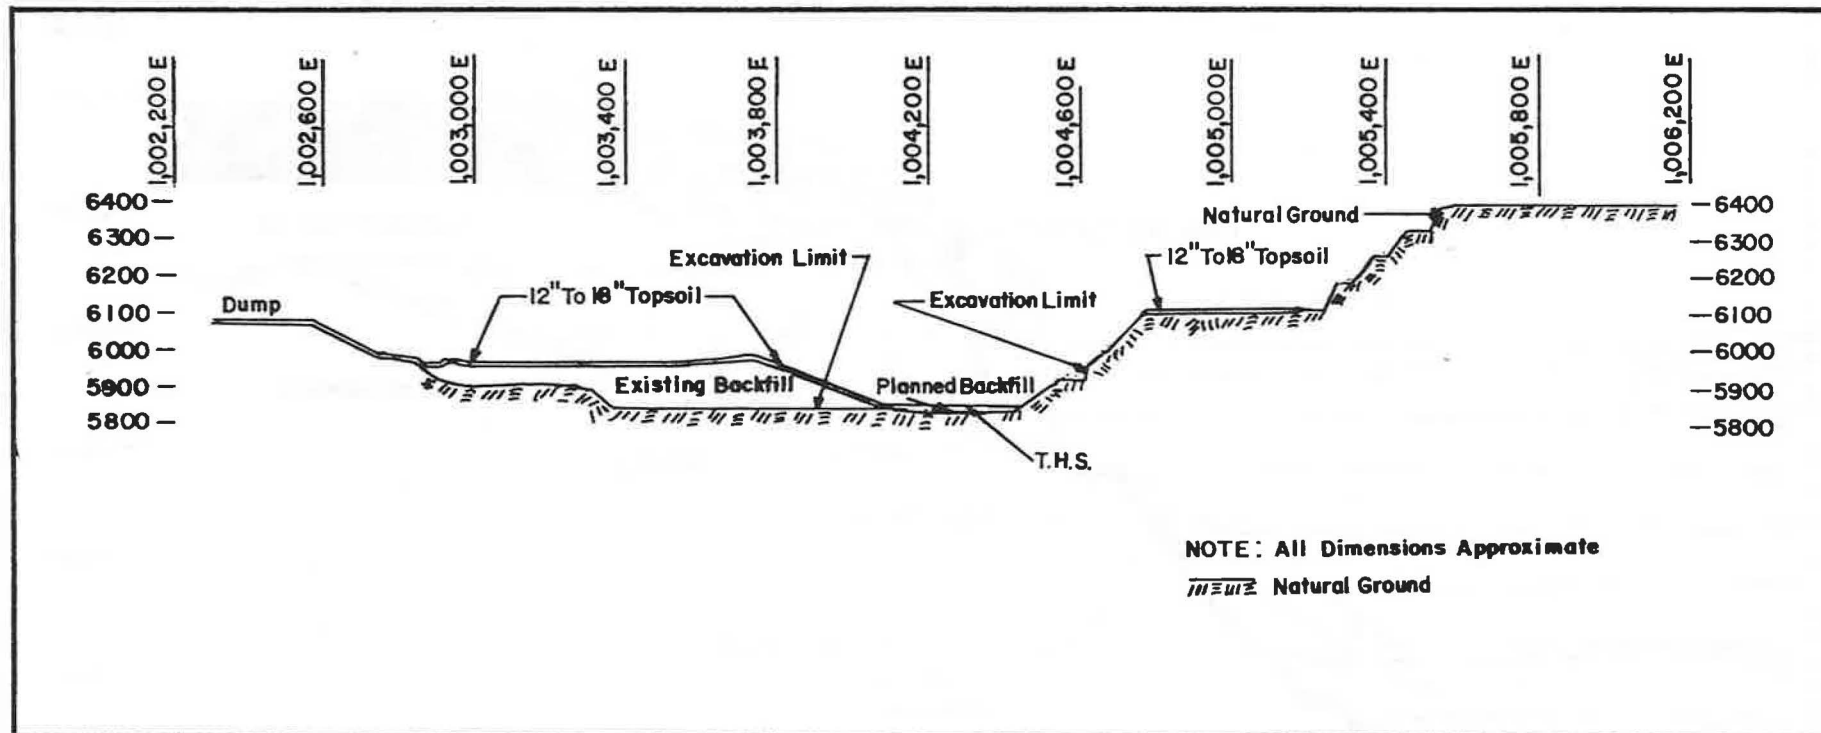 1,002,200 E
1,002,600 E
1,003,000 E
1,003,400 E
1,003,800 E
1,004,200 E
1,004,600 E
1,005,000 E
1,005,400 E
1,005,800 E
1,006,200 E
6400
6300
6200
6100
6000
5900
5800
6400
6300
6200
6100
6000
5900
5800
Natural Ground
Excavation Limit
12" To 18" Topsoil
12" To 18" Topsoil
Excavation Limit
Dump
Existing Backfill
Planned Backfill
T.H.S.
NOTE: All Dimensions Approximate
Natural Ground